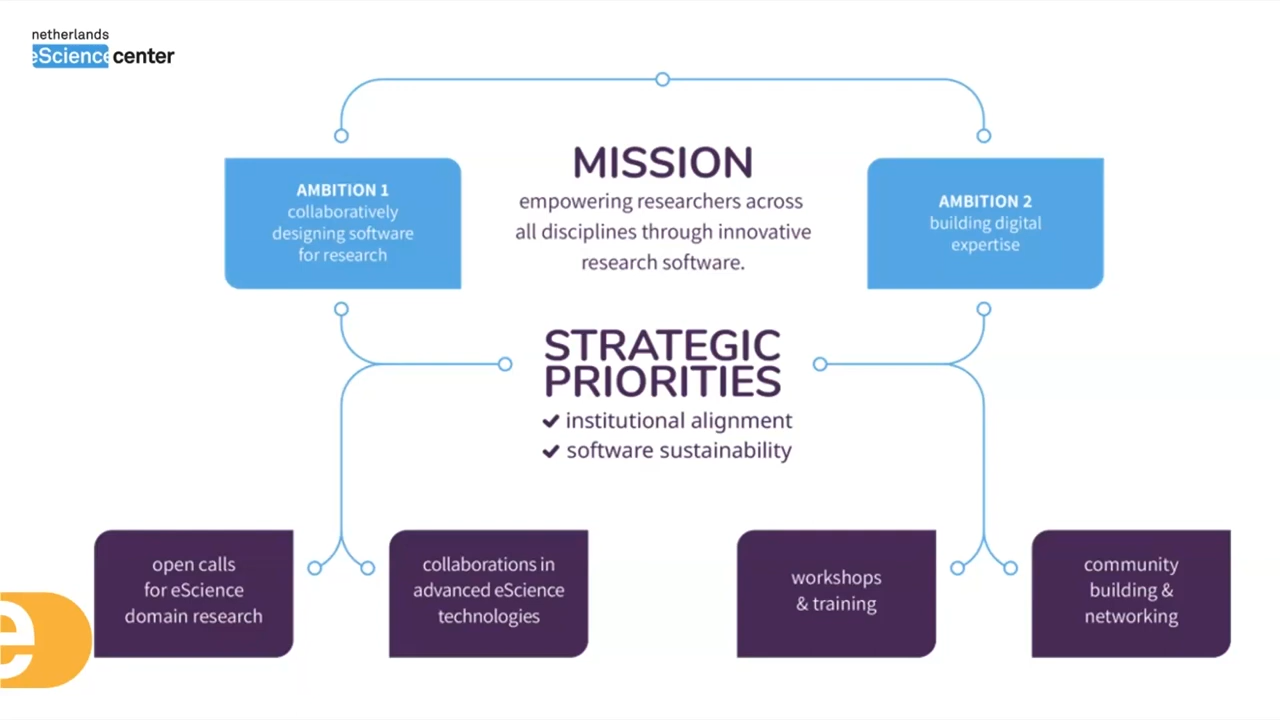 netherlands
eScience center
MISSION
empowering researchers across
all disciplines through innovative
research software.
AMBITION 1
collaboratively
designing software
for research
AMBITION 2
building digital
expertise
STRATEGIC
PRIORITIES
✔ institutional alignment
✔ software sustainability
open calls
for eScience
domain research
collaborations in
advanced eScience
technologies
workshops
& training
community
building &
networking
e